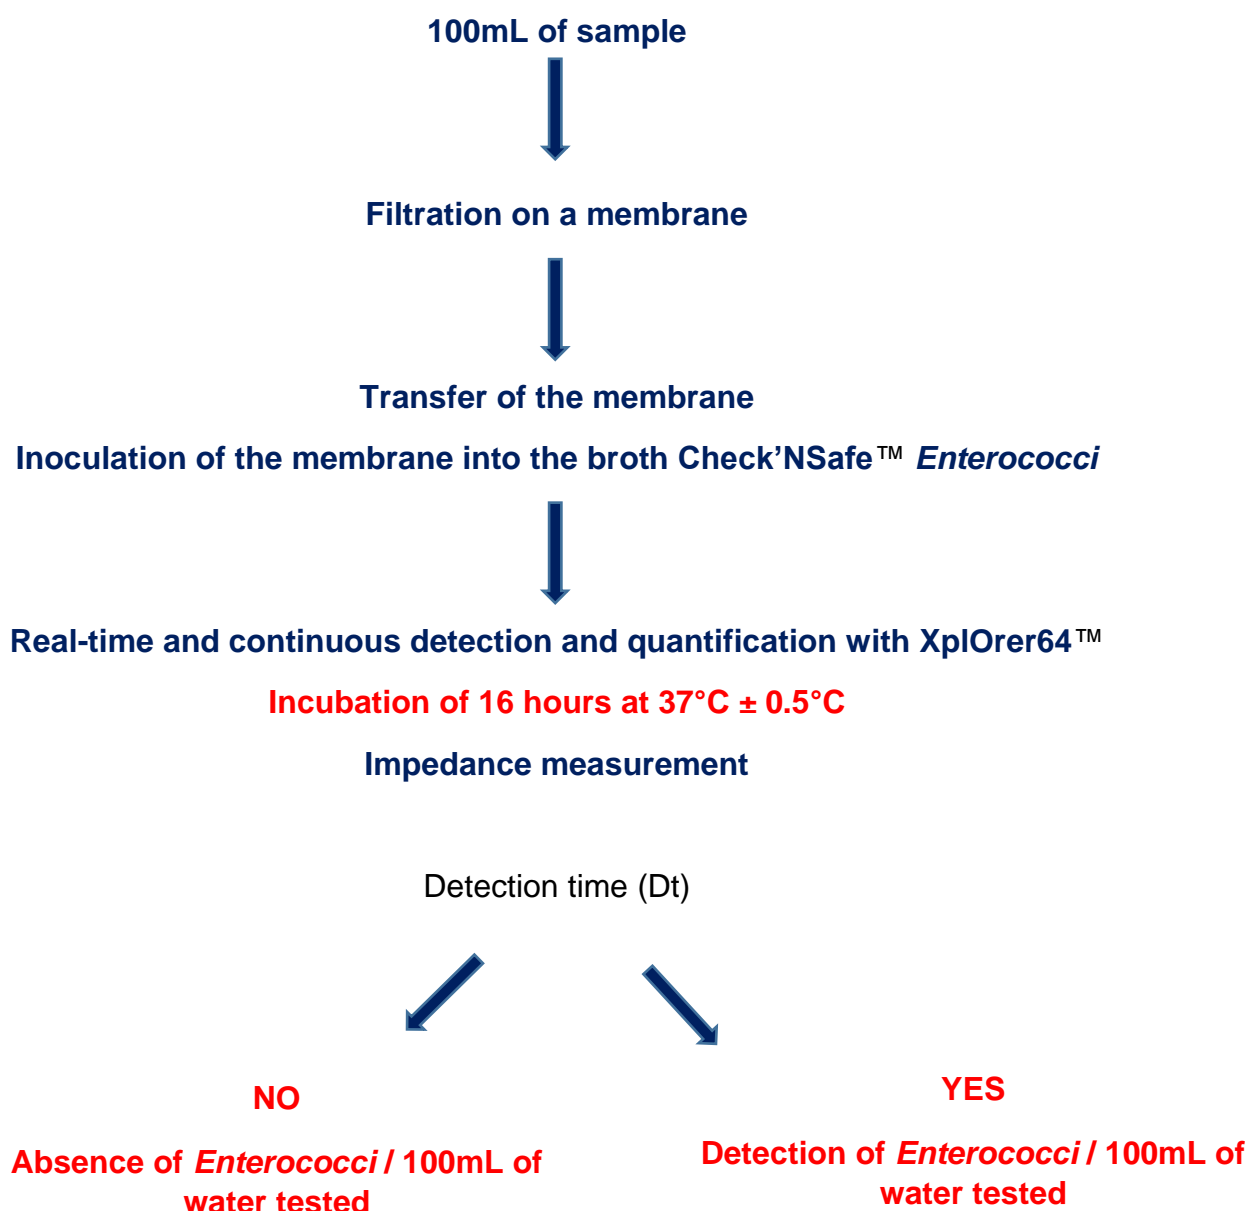 100mL of sample
Filtration on a membrane
Transfer of the membrane
Inoculation of the membrane into the broth Check’NSafe™ Enterococci
Real-time and continuous detection and quantification with XplOrer64™
Incubation of 16 hours at 37°C ± 0.5°C
Impedance measurement
Detection time (Dt)
NO
Absence of Enterococci / 100mL of
water tested
YES
Detection of Enterococci / 100mL of
water tested